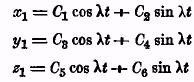 x₁ = C₁ cos λt + C₂ sin λt
y₁ = C₃ cos λt + C₄ sin λt
z₁ = C₅ cos λt + C₆ sin λt